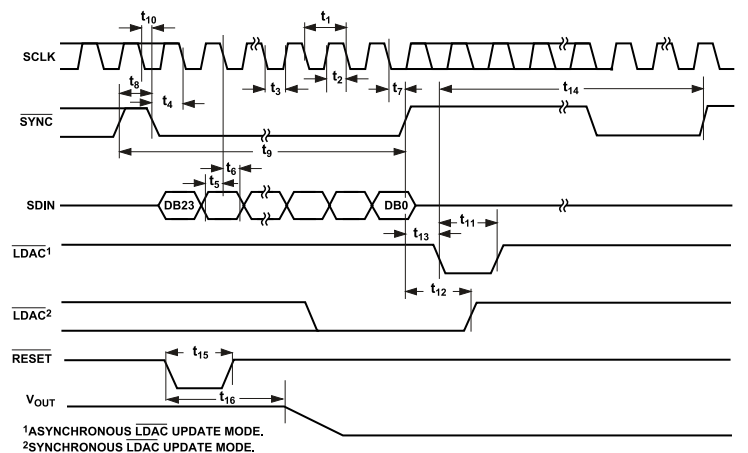 t10
t1
SCLK
t3
t2
t7
t8
t4
t14
SYNC
t9
t6
t5
SDIN
DB23
DB0
t13
t11
LDAC1
t12
LDAC2
t15
RESET
t16
VOUT
1ASYNCHRONOUS LDAC UPDATE MODE.
2SYNCHRONOUS LDAC UPDATE MODE.